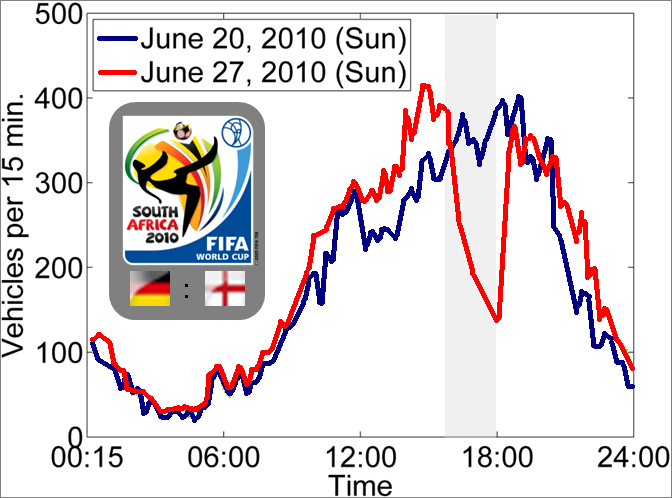 500
400
300
200
100
0
Vehicles per 15 min.
June 20, 2010 (Sun)
June 27, 2010 (Sun)
SOUTH
AFRICA
2010
FIFA
WORLD CUP
:
00:15
06:00
12:00
18:00
24:00
Time